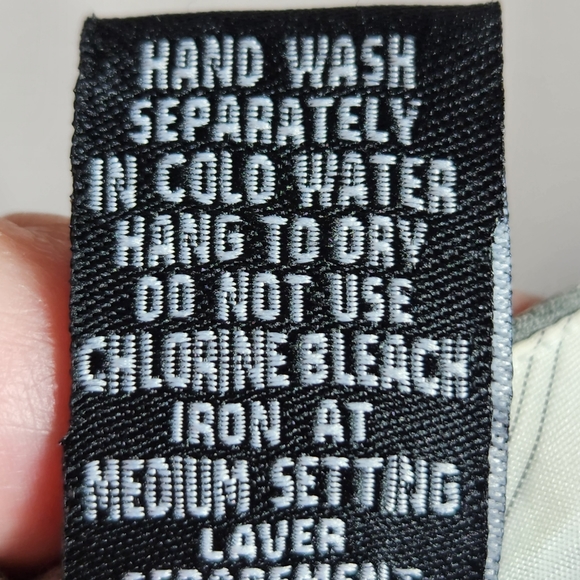 HAND WASH
SEPARATELY
IN COLD WATER
HANG TO DRY
DO NOT USE
CHLORINE BLEACH
IRON AT
MEDIUM SETTING
LAVER